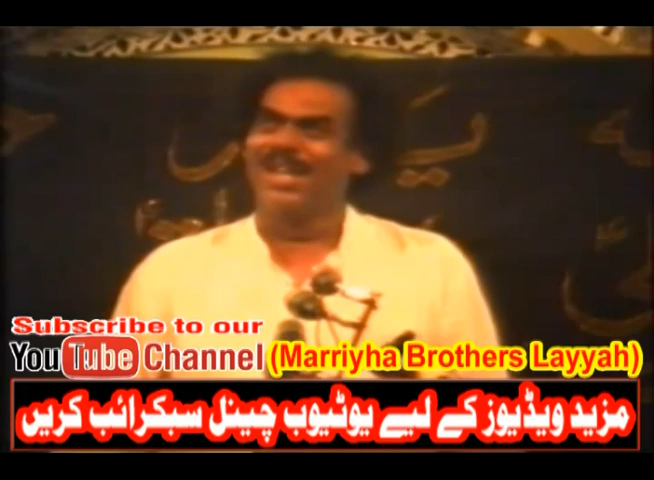 Subscribe to our
YouTube Channel (Marriyha Brothers Layyah)
مزید ویڈیوز کے لیے یوٹیوب چینل سبکرائب کریں